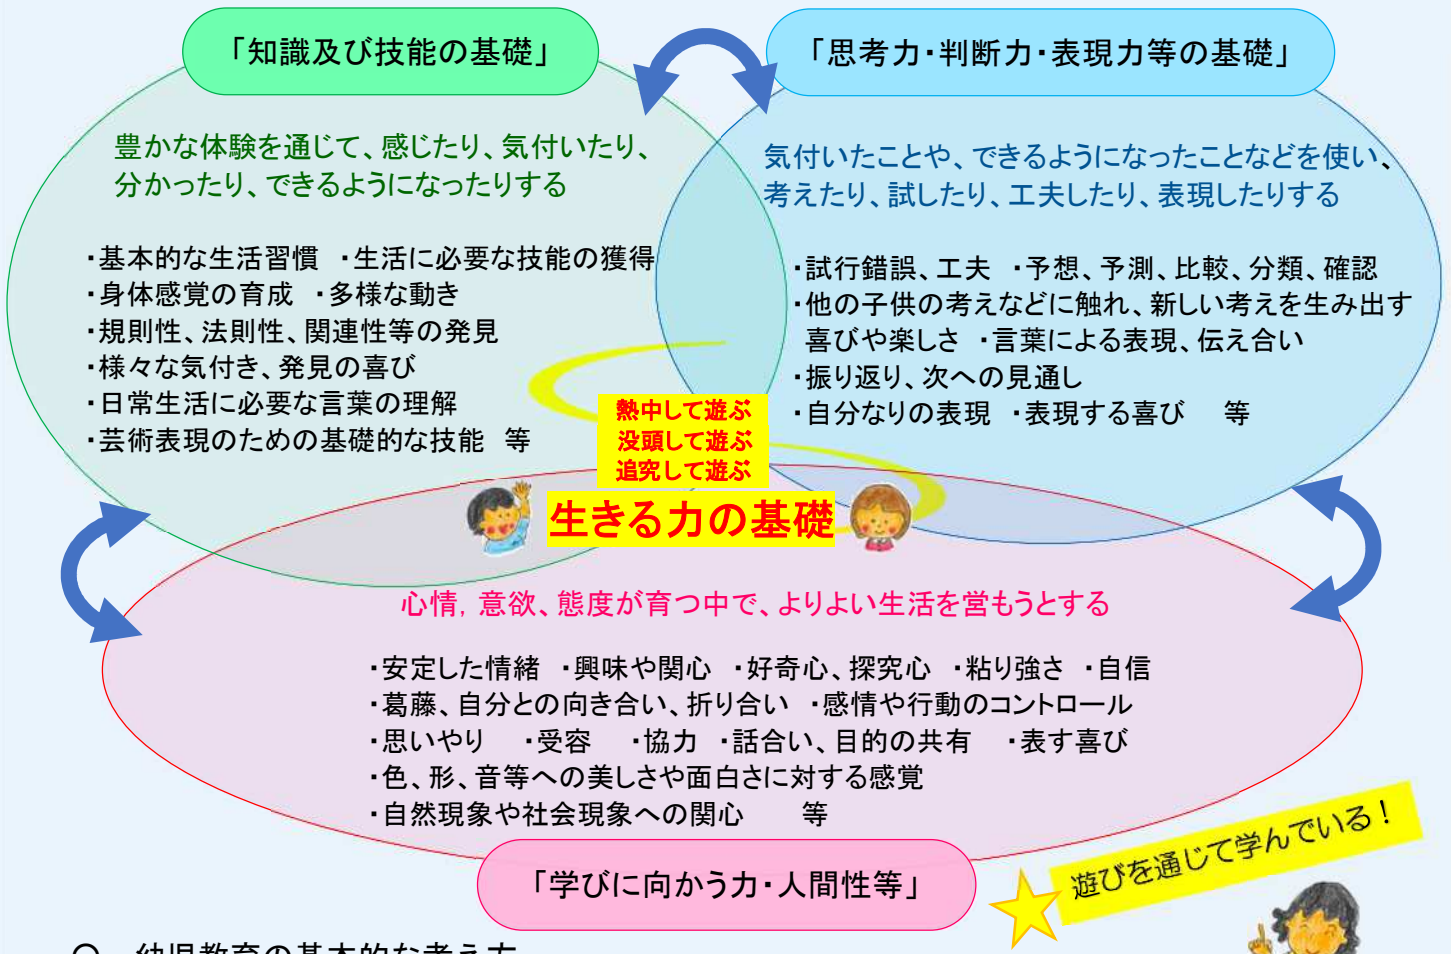 「知識及び技能の基礎」
「思考力・判断力・表現力等の基礎」
豊かな体験を通じて、感じたり、気付いたり、
分かったり、できるようになったりする
・基本的な生活習慣　・生活に必要な技能の獲得
・身体感覚の育成　・多様な動き
・規則性、法則性、関連性等の発見
・様々な気付き、発見の喜び
・日常生活に必要な言葉の理解
・芸術表現のための基礎的な技能　等
気付いたことや、できるようになったことなどを使い、
考えたり、試したり、工夫したり、表現したりする
・試行錯誤、工夫　・予想、予測、比較、分類、確認
・他の子供の考えなどに触れ、新しい考えを生み出す
喜びや楽しさ　・言葉による表現、伝え合い
・振り返り、次への見通し
・自分なりの表現　・表現する喜び　等
熱中して遊ぶ
没頭して遊ぶ
追究して遊ぶ
生きる力の基礎
心情，意欲、態度が育つ中で、よりよい生活を営もうとする
・安定した情緒　・興味や関心　・好奇心、探究心　・粘り強さ　・自信
・葛藤、自分との向き合い、折り合い　・感情や行動のコントロール
・思いやり　・受容　・協力　・話合い、目的の共有　・表す喜び
・色、形、音等への美しさや面白さに対する感覚
・自然現象や社会現象への関心　等
「学びに向かう力・人間性等」
遊びを通じて学んでいる！
〇　幼児教育の基本的な考え方